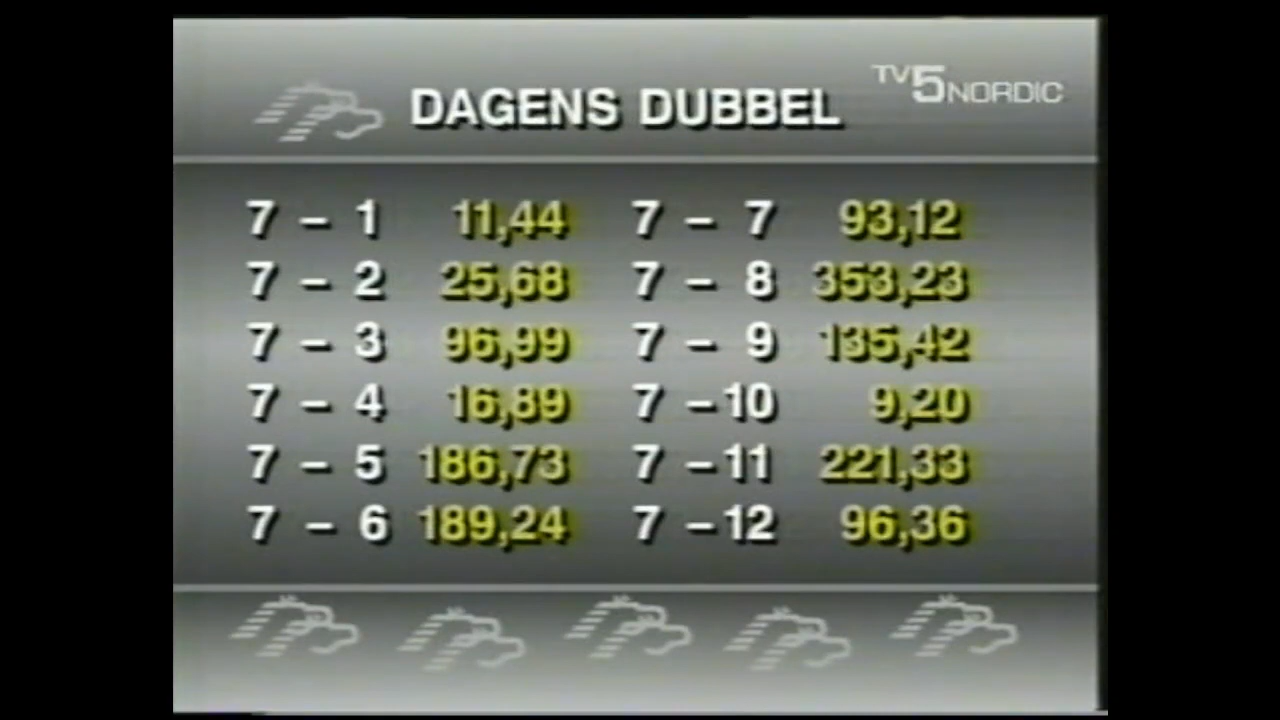 DAGENS DUBBEL
TV5 NORDIC
7 - 1 11,44 7 - 7 93,12
7 - 2 25,68 7 - 8 353,23
7 - 3 96,99 7 - 9 135,42
7 - 4 16,89 7 - 10 9,20
7 - 5 186,73 7 - 11 221,33
7 - 6 189,24 7 - 12 96,36